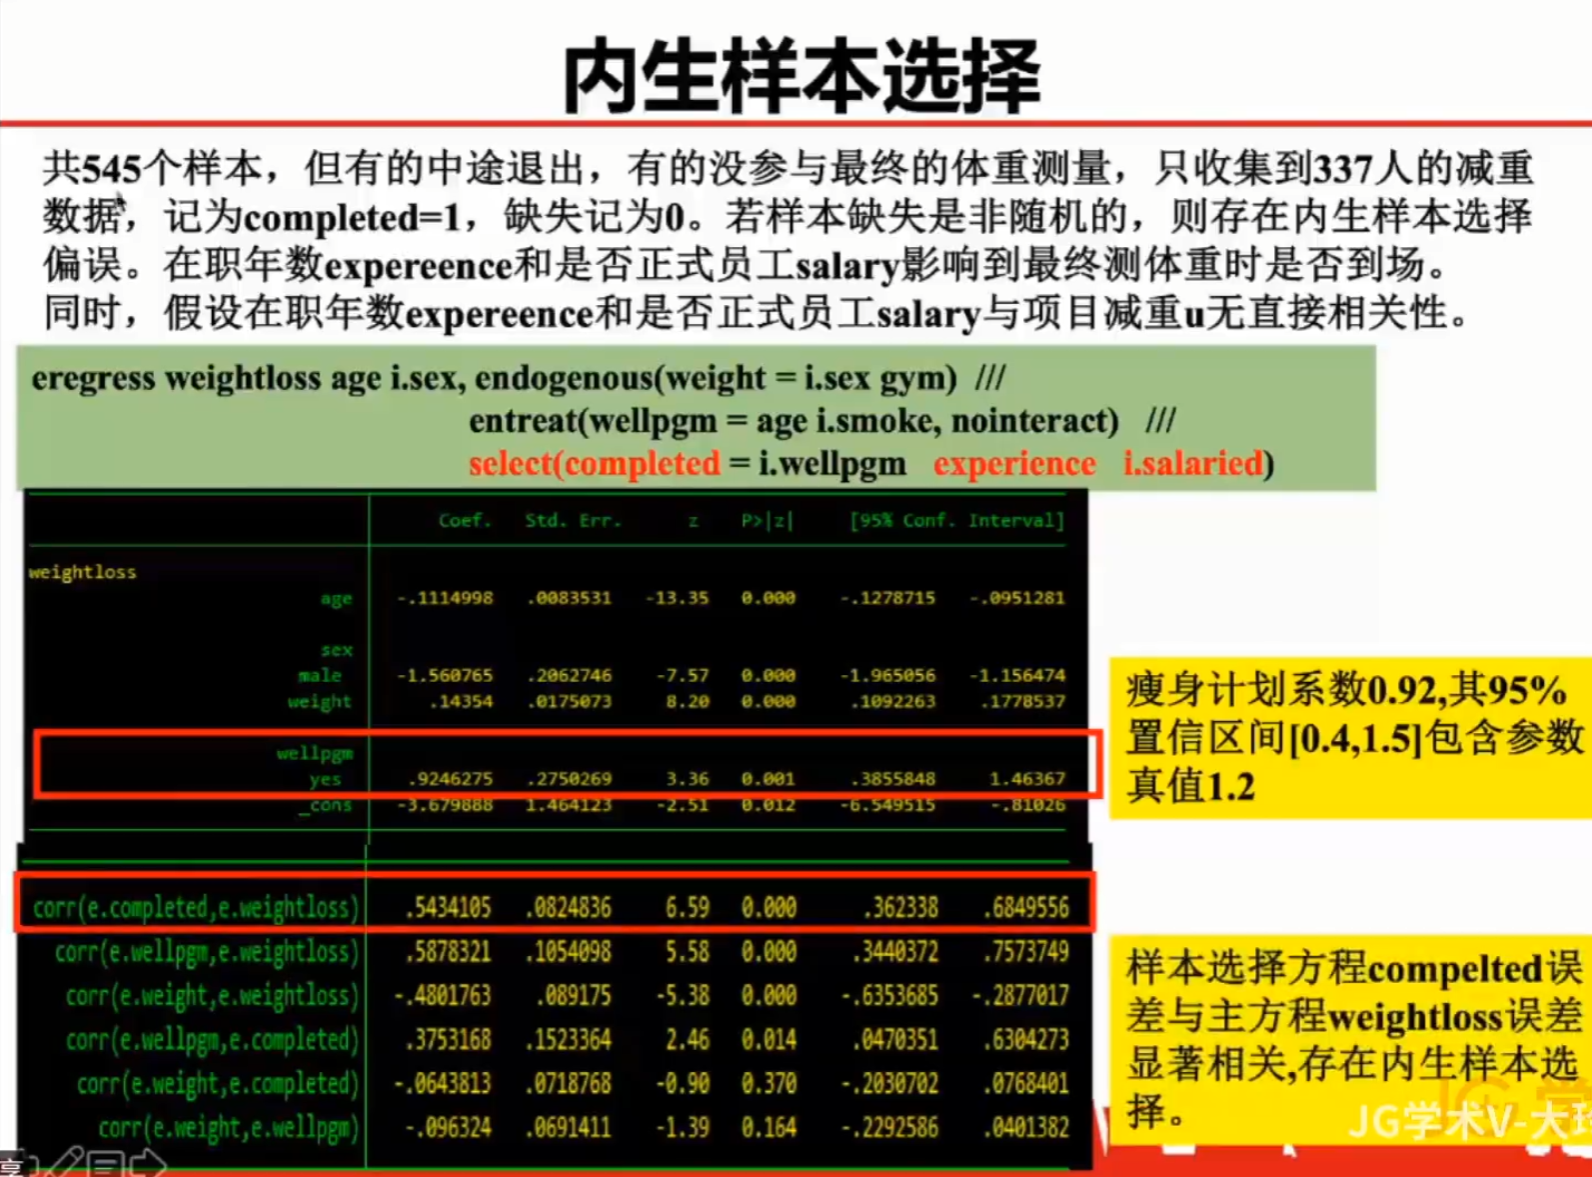 内生样本选择
共545个样本，但有的中途退出，有的没参与最终的体重测量，只收集到337人的减重
数据，记为completed=1，缺失记为0。若样本缺失是非随机的，则存在内生样本选择
偏误。在职年数expereence和是否正式员工salary影响到最终测体重时是否到场。
同时，假设在职年数expereence和是否正式员工salary与项目减重u无直接相关性。
eregress weightloss age i.sex, endogenous(weight = i.sex gym) ///
entreat(wellpgm = age i.smoke, nointeract) ///
select(completed = i.wellpgm experience i.salaried)
Coef. Std. Err. z P>|z| [95% Conf. Interval]
weightloss
age -.1114998 .0083531 -13.35 0.000 -.1278715 -.0951281
sex
male -1.560765 .2062746 -7.57 0.000 -1.965056 -1.156474
weight .14354 .0175073 8.20 0.000 .1092263 .1778537
wellpgm
yes .9246275 .2750269 3.36 0.001 .3855848 1.46367
_cons -3.679888 1.464123 -2.51 0.012 -6.549515 -.81026
瘦身计划系数0.92,其95%
置信区间[0.4,1.5]包含参数
真值1.2
corr(e.completed,e.weightloss) .5434105 .0824836 6.59 0.000 .362338 .6849556
corr(e.wellpgm,e.weightloss) .5878321 .1054098 5.58 0.000 .3440372 .7573749
corr(e.weight,e.weightloss) -.4801763 .089175 -5.38 0.000 -.6353685 -.2877017
corr(e.wellpgm,e.completed) .3753168 .1523364 2.46 0.014 .0470351 .6304273
corr(e.weight,e.completed) -.0643813 .0718768 -0.90 0.370 -.2030702 .0768401
corr(e.weight,e.wellpgm) -.096324 .0691411 -1.39 0.164 -.2292586 .0401382
样本选择方程compelted误
差与主方程weightloss误差
显著相关,存在内生样本选
择。
JG学术V-大
享